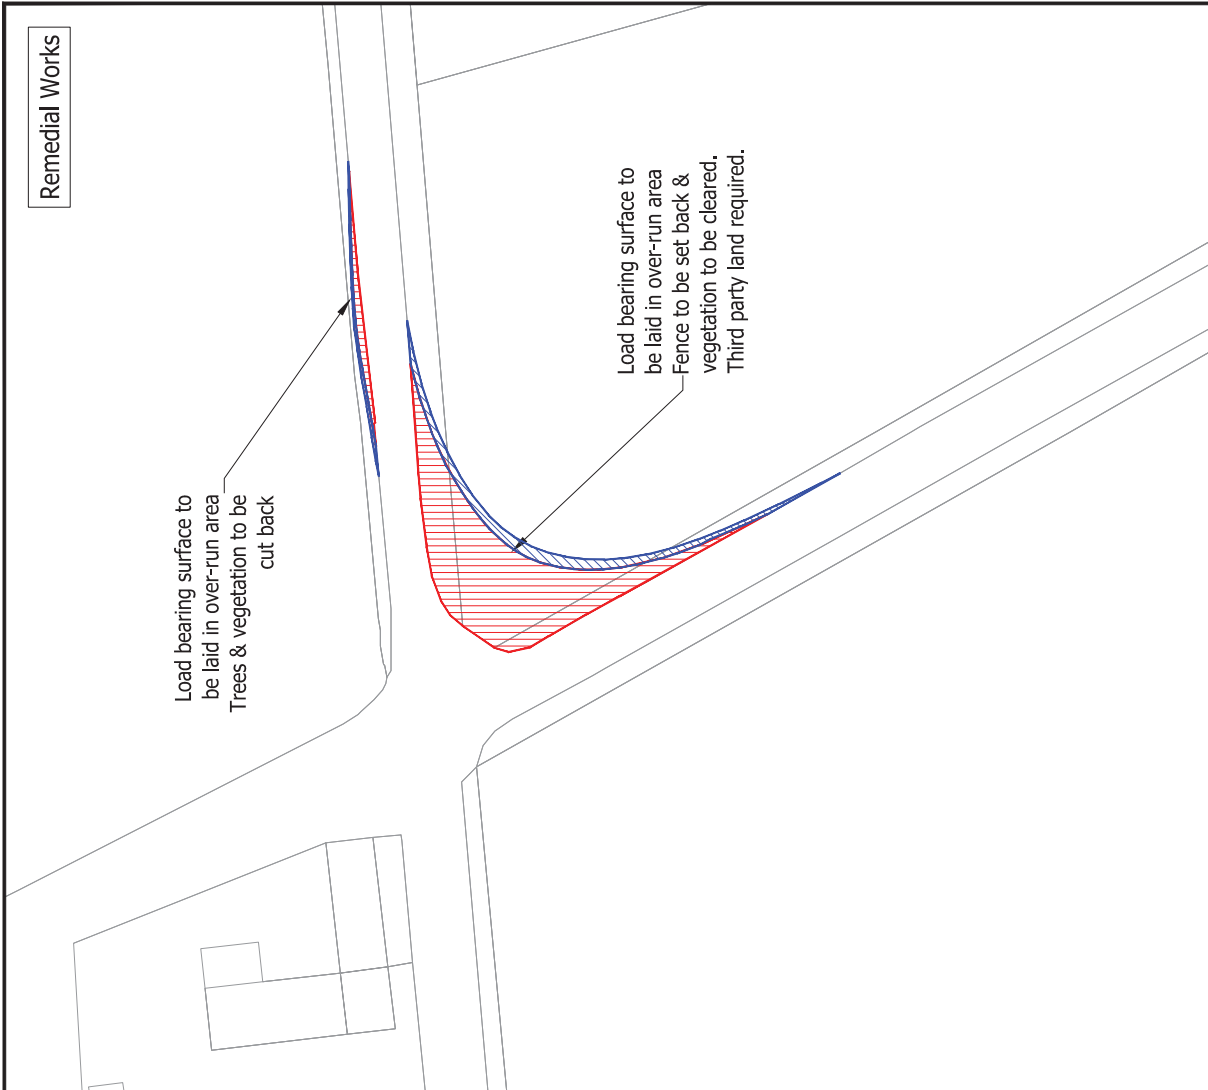 Remedial Works
Load bearing surface to
be laid in over-run area
Trees & vegetation to be
cut back
Load bearing surface to
be laid in over-run area
Fence to be set back &
vegetation to be cleared.
Third party land required.